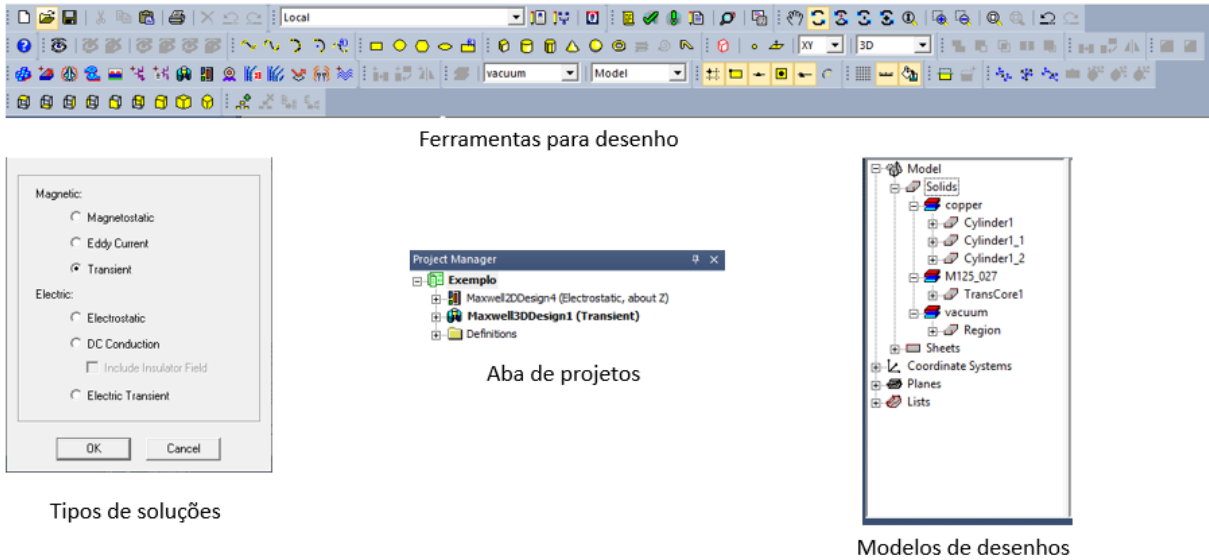 Local
XY
3D
vacuum
Model
Ferramentas para desenho
Magnetic:
Magnetostatic
Eddy Current
Transient
Electric:
Electrostatic
DC Conduction
Include Insulator Field
Electric Transient
OK
Cancel
Tipos de soluções
Project Manager
Exemplo
Maxwell2DDesign4 (Electrostatic, about Z)
Maxwell3DDesign1 (Transient)
Definitions
Aba de projetos
Model
Solids
copper
Cylinder1
Cylinder1_1
Cylinder1_2
M125_027
TransCore1
vacuum
Region
Sheets
Coordinate Systems
Planes
Lists
Modelos de desenhos